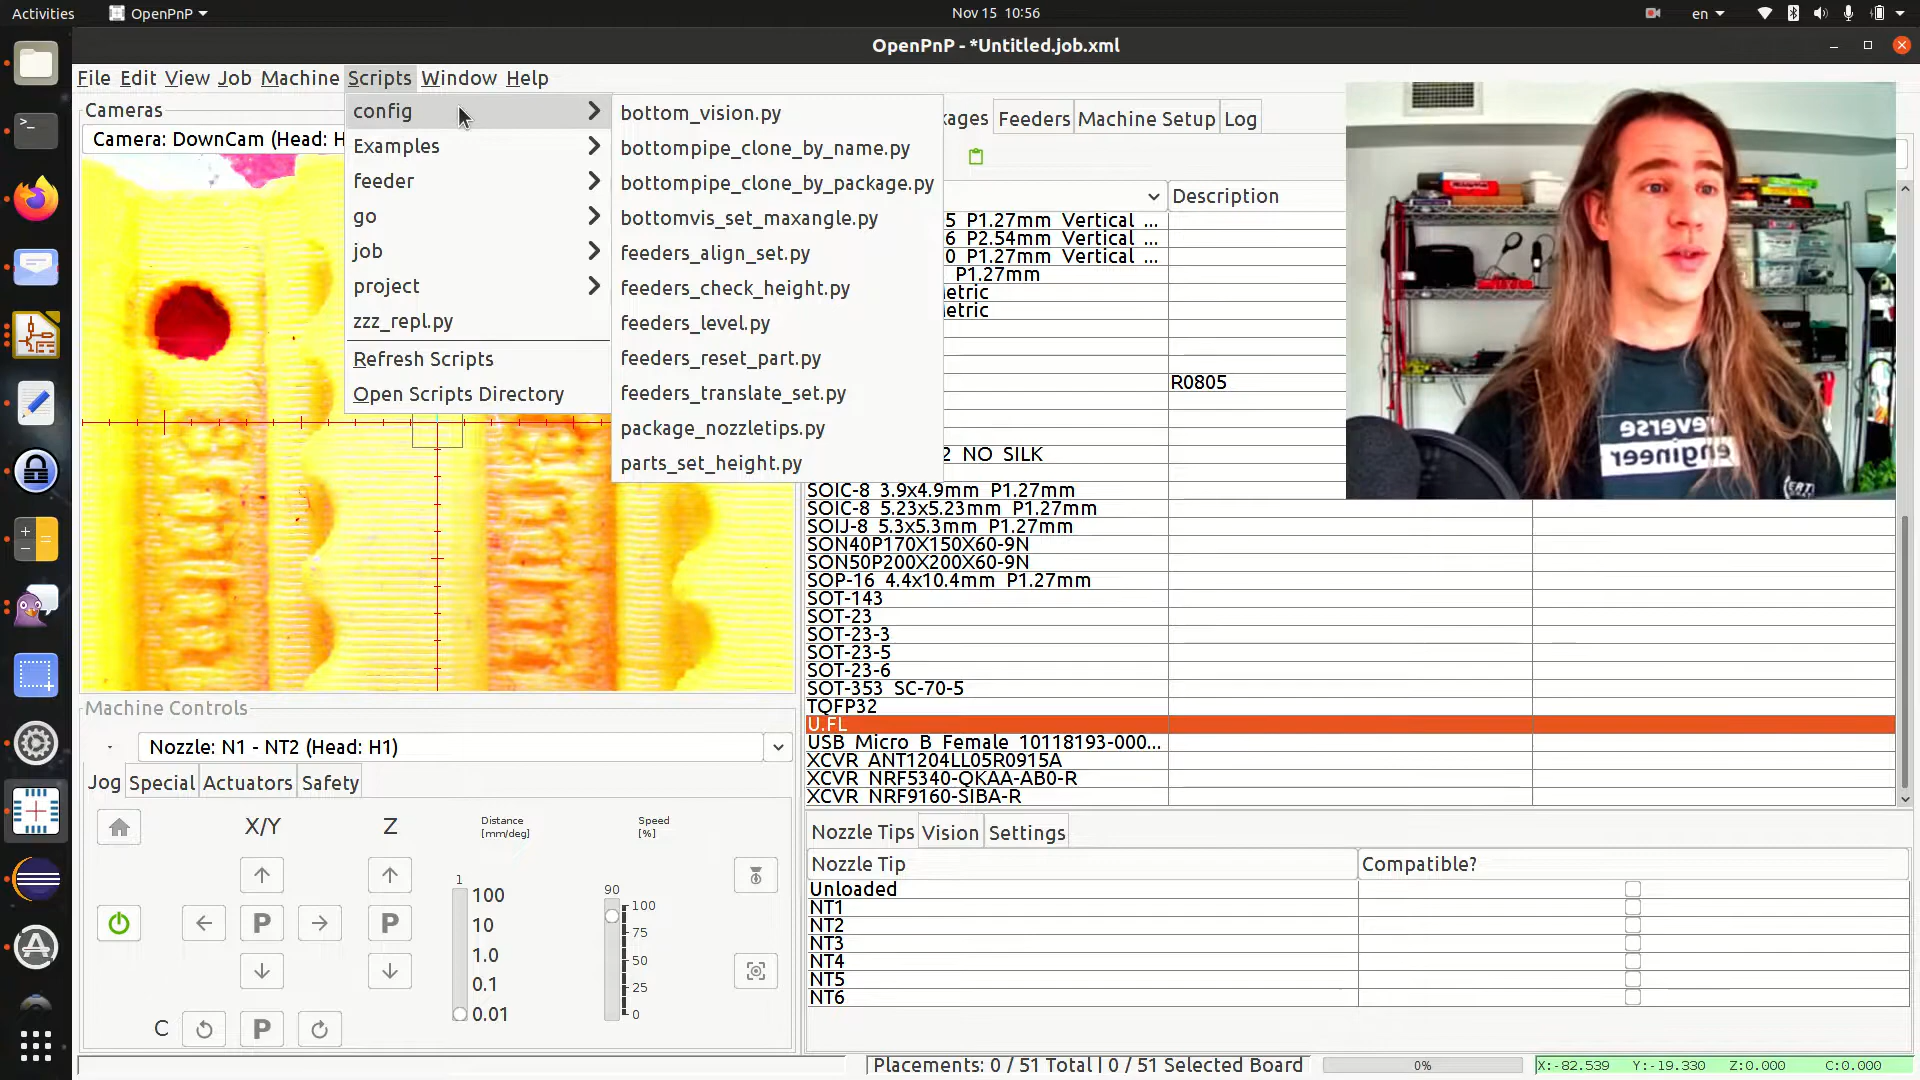 Activities
OpenPnP
Nov 15 10:56
en
OpenPnP - *Untitled.job.xml
File Edit View Job Machine Scripts Window Help
Cameras
Camera: DownCam (Head: H
config
Examples
feeder
go
job
project
zzz_repl.py
Refresh Scripts
Open Scripts Directory
bottom_vision.py
bottompipe_clone_by_name.py
bottompipe_clone_by_package.py
bottomvis_set_maxangle.py
feeders_align_set.py
feeders_check_height.py
feeders_level.py
feeders_reset_part.py
feeders_translate_set.py
package_nozzletips.py
parts_set_height.py
kages Feeders Machine Setup Log
Description
5 P1.27mm Vertical ...
6 P2.54mm Vertical ...
0 P1.27mm Vertical ...
P1.27mm
etric
etric
R0805
2 NO SILK
SOIC-8 3.9x4.9mm P1.27mm
SOIC-8 5.23x5.23mm P1.27mm
SOIJ-8 5.3x5.3mm P1.27mm
SON40P170X150X60-9N
SON50P200X200X60-9N
SOP-16 4.4x10.4mm P1.27mm
SOT-143
SOT-23
SOT-23-3
SOT-23-5
SOT-23-6
SOT-353 SC-70-5
TQFP32
U.FL
USB Micro B Female 10118193-000...
XCVR ANT1204LL05R0915A
XCVR NRF5340-QKAA-AB0-R
XCVR NRF9160-SIBA-R
reverse
engineer
Machine Controls
Nozzle: N1 - NT2 (Head: H1)
Jog Special Actuators Safety
X/Y
Z
Distance
[mm/deg]
Speed
[%]
1
100
10
1.0
0.1
0.01
90
100
75
50
25
0
P
P
C
P
Nozzle Tips Vision Settings
Nozzle Tip
Compatible?
Unloaded
NT1
NT2
NT3
NT4
NT5
NT6
Placements: 0 / 51 Total | 0 / 51 Selected Board
0%
X:-82.539 Y:-19.330 Z:0.000 C:0.000